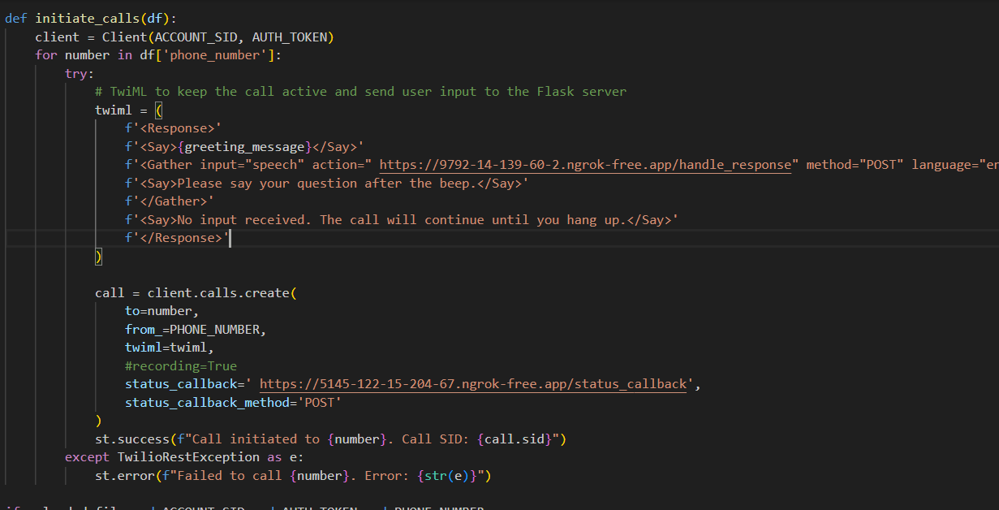 def initiate_calls(df):
    client = Client(ACCOUNT_SID, AUTH_TOKEN)
    for number in df['phone_number']:
        try:
            # TwiML to keep the call active and send user input to the Flask server
            twiml = (
                f'<Response>'
                f'<Say>{greeting_message}</Say>'
                f'<Gather input="speech" action=" https://9792-14-139-60-2.ngrok-free.app/handle_response" method="POST" language="en
                f'<Say>Please say your question after the beep.</Say>'
                f'</Gather>'
                f'<Say>No input received. The call will continue until you hang up.</Say>'
                f'</Response>'
            )
            call = client.calls.create(
                to=number,
                from_=PHONE_NUMBER,
                twiml=twiml,
                #recording=True
                status_callback=' https://5145-122-15-204-67.ngrok-free.app/status_callback',
                status_callback_method='POST'
            )
            st.success(f"Call initiated to {number}. Call SID: {call.sid}")
        except TwilioRestException as e:
            st.error(f"Failed to call {number}. Error: {str(e)}")
ACCOUNT_SID AUTH_TOKEN PHONE_NUMBER